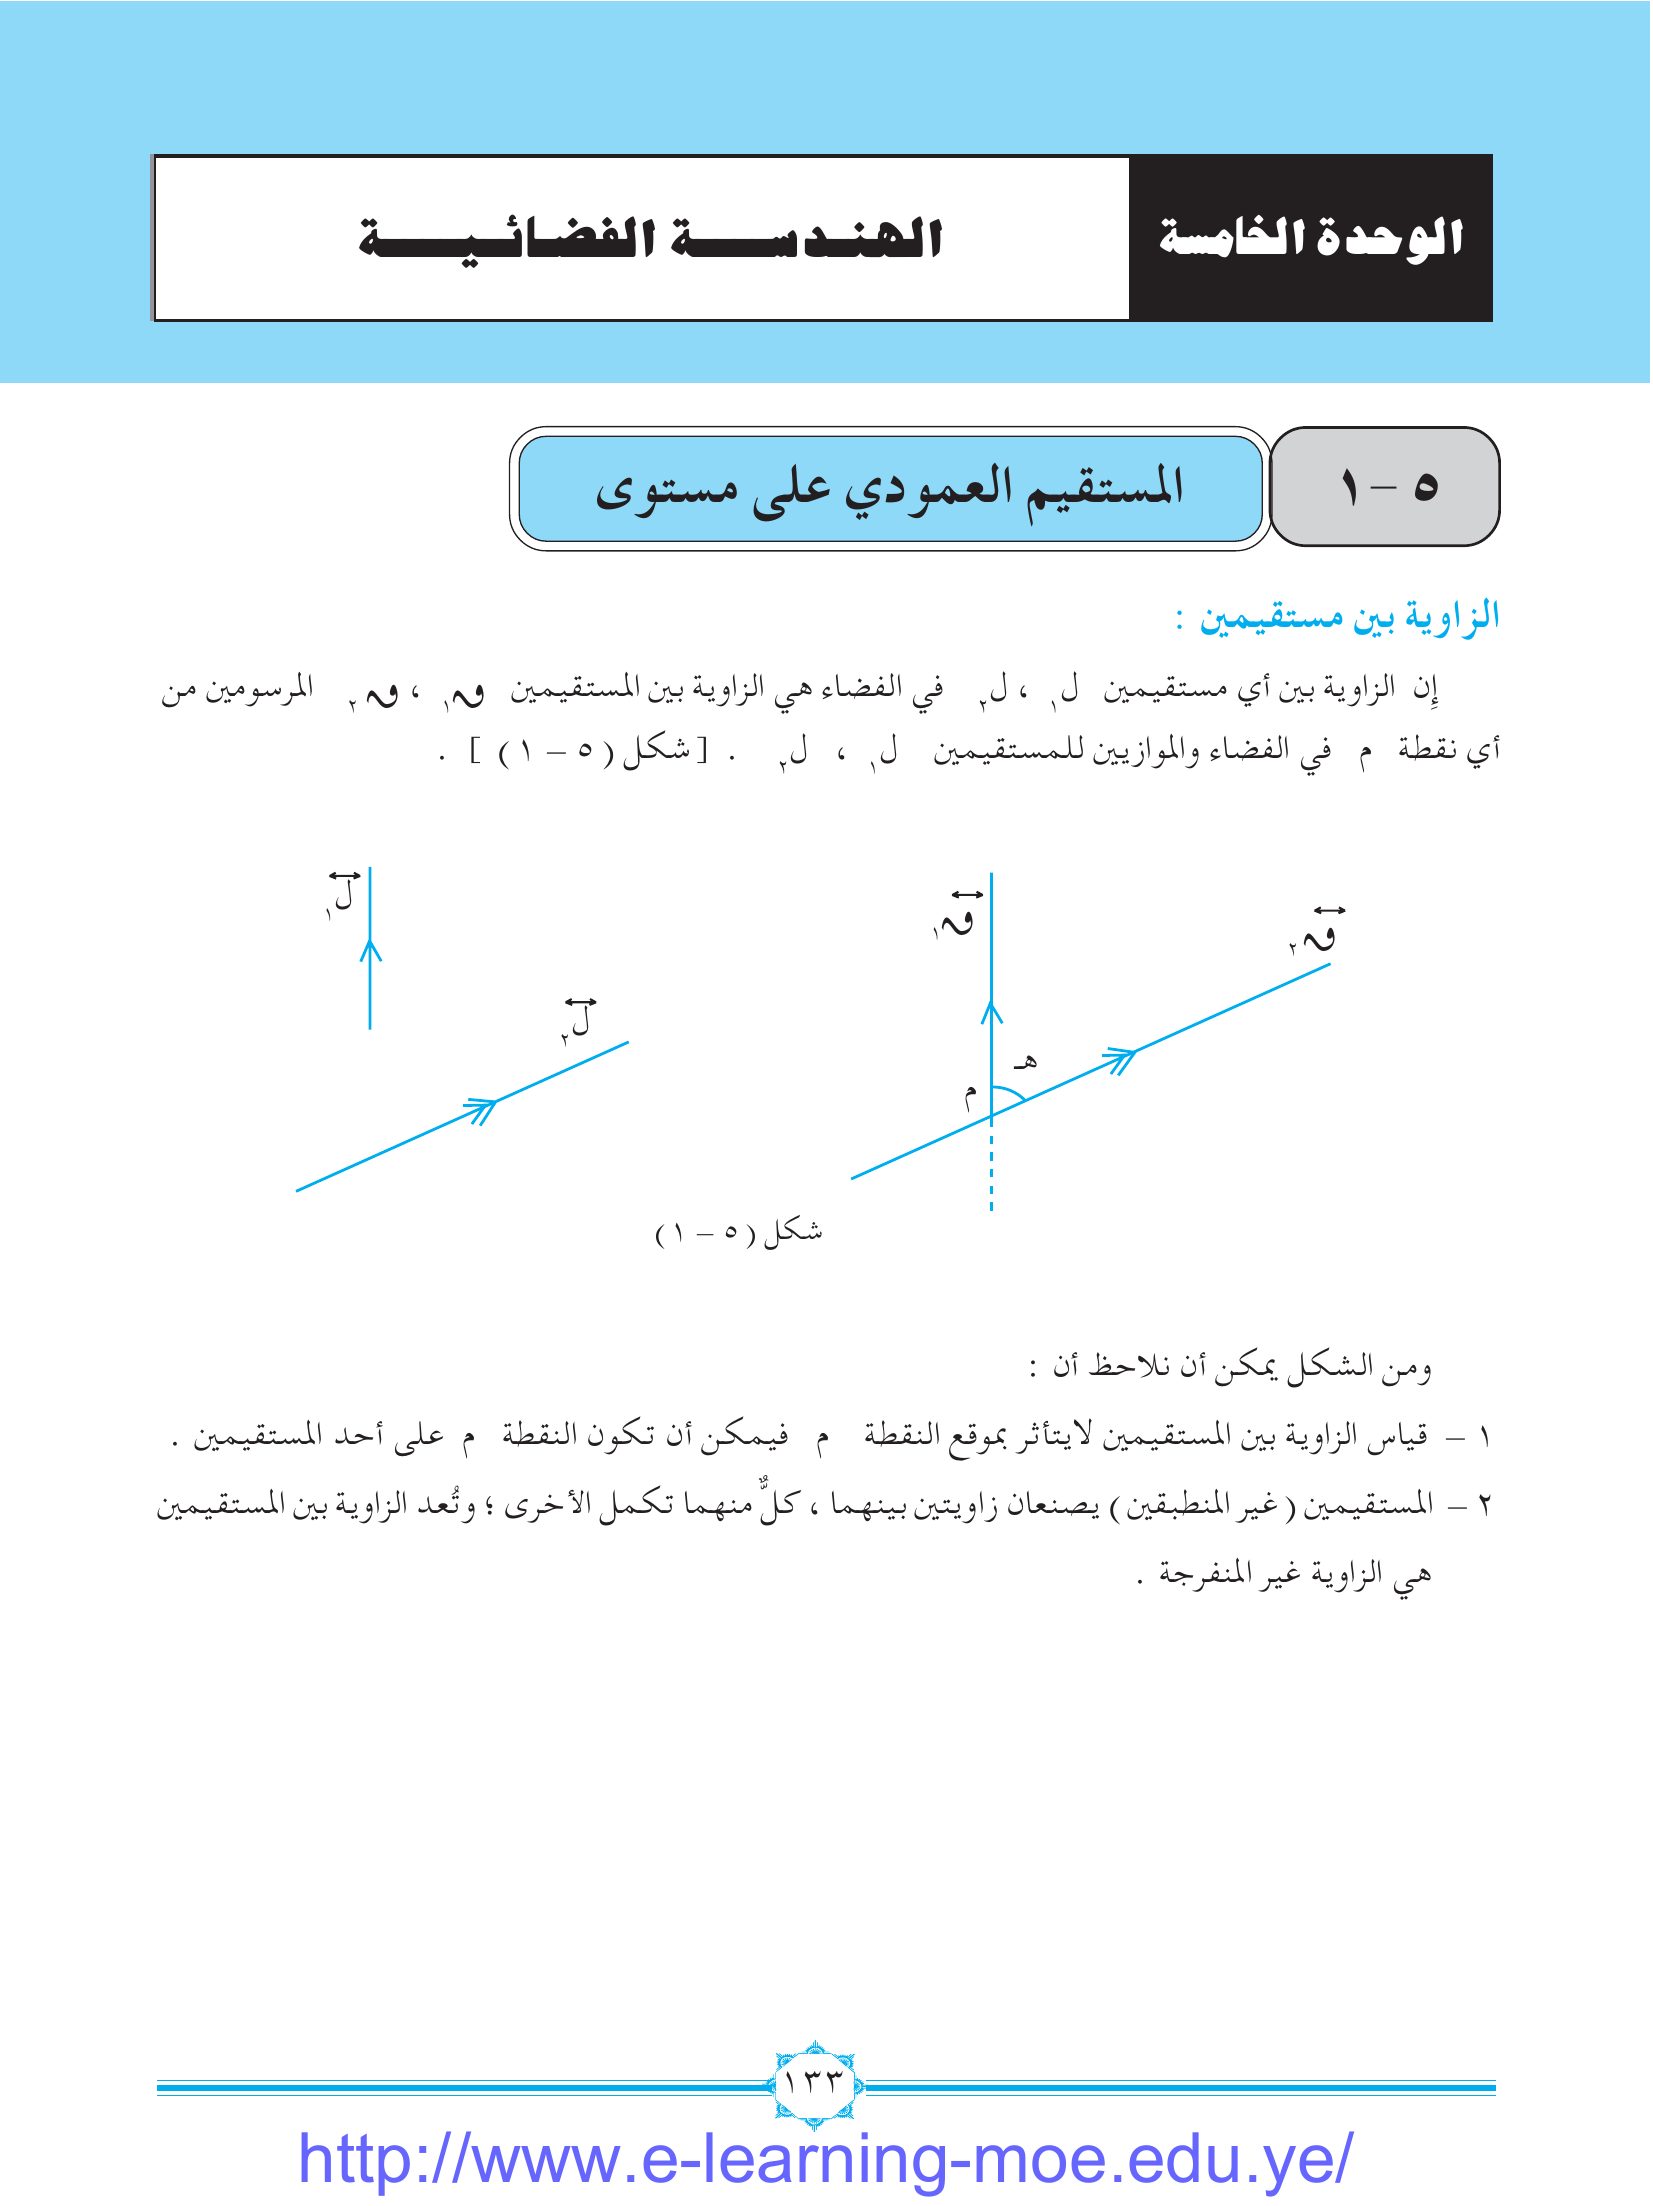 الوحدة الخامسة
الهندسة الفضائية
٥ – ١
المستقيم العمودي على مستوى
الزاوية بين مستقيمين :
إِن الزاوية بين أي مستقيمين ل١ ، ل٢ في الفضاء هي الزاوية بين المستقيمين ق١ ، ق٢ المرسومين من
أي نقطة م في الفضاء والموازيين للمستقيمين ل١ ، ل٢ . [ شكل ( ٥ – ١ ) ] .
ل١
ل٢
ق١
ق٢
هـ
م
شكل ( ٥ – ١ )
ومن الشكل يمكن أن نلاحظ أن :
١ – قياس الزاوية بين المستقيمين لايتأثر بموقع النقطة م فيمكن أن تكون النقطة م على أحد المستقيمين .
٢ – المستقيمين ( غير المنطبقين ) يصنعان زاويتين بينهما ، كلٌّ منهما تكمل الأخرى ؛ وتُعد الزاوية بين المستقيمين
هي الزاوية غير المنفرجة .
١٣٣
http://www.e-learning-moe.edu.ye/